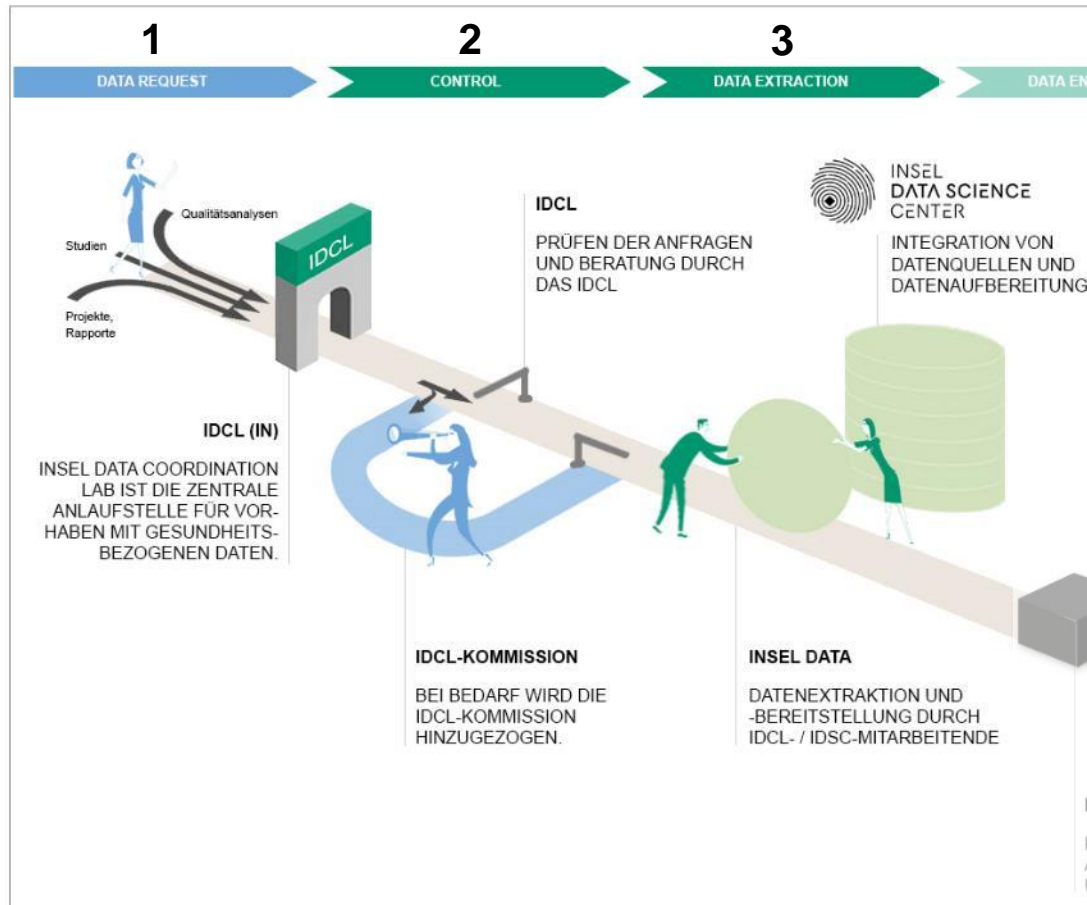 1
2
3
DATA REQUEST
CONTROL
DATA EXTRACTION
DATA EN
Qualitätsanalysen
Studien
Projekte,
Rapporte
IDCL
IDCL
PRÜFEN DER ANFRAGEN
UND BERATUNG DURCH
DAS IDCL
INSEL
DATA SCIENCE
CENTER
INTEGRATION VON
DATENQUELLEN UND
DATENAUFBEREITUNG
IDCL (IN)
INSEL DATA COORDINATION
LAB IST DIE ZENTRALE
ANLAUFSTELLE FÜR VOR-
HABEN MIT GESUNDHEITS-
BEZOGENEN DATEN.
IDCL-KOMMISSION
BEI BEDARF WIRD DIE
IDCL-KOMMISSION
HINZUGEZOGEN.
INSEL DATA
DATENEXTRAKTION UND
-BEREITSTELLUNG DURCH
IDCL- / IDSC-MITARBEITENDE